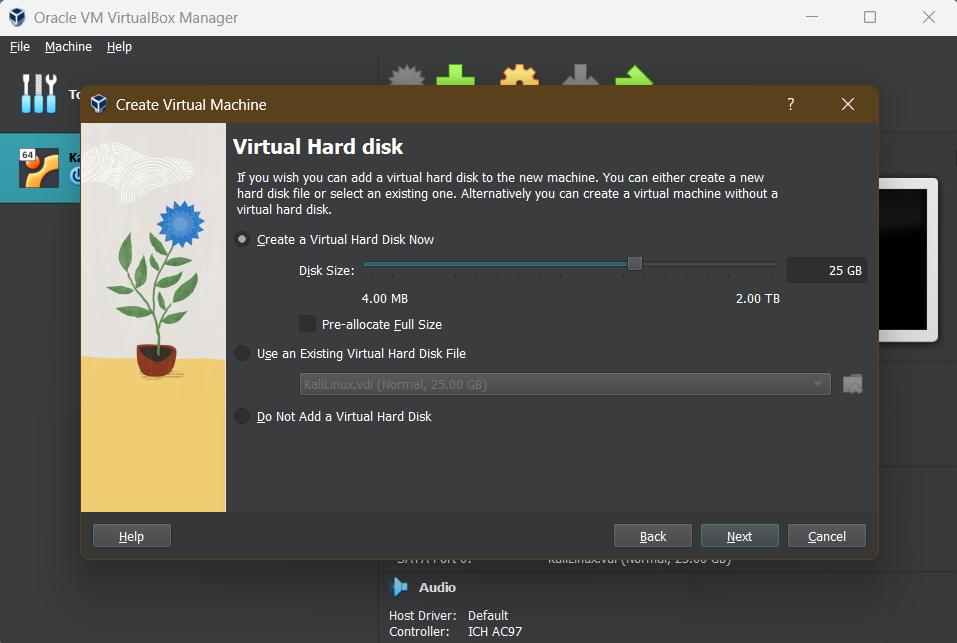 Oracle VM VirtualBox Manager
File Machine Help
Create Virtual Machine
?
64
Virtual Hard disk
If you wish you can add a virtual hard disk to the new machine. You can either create a new
hard disk file or select an existing one. Alternatively you can create a virtual machine without a
virtual hard disk.
Create a Virtual Hard Disk Now
Disk Size:
25 GB
4.00 MB
2.00 TB
Pre-allocate Full Size
Use an Existing Virtual Hard Disk File
KaliLinux.vdi (Normal, 25.00 GB)
Do Not Add a Virtual Hard Disk
Help
Back
Next
Cancel
SATA Port 0: KaliLinux.vdi (Normal, 25.00 GB)
Audio
Host Driver: Default
Controller: ICH AC97